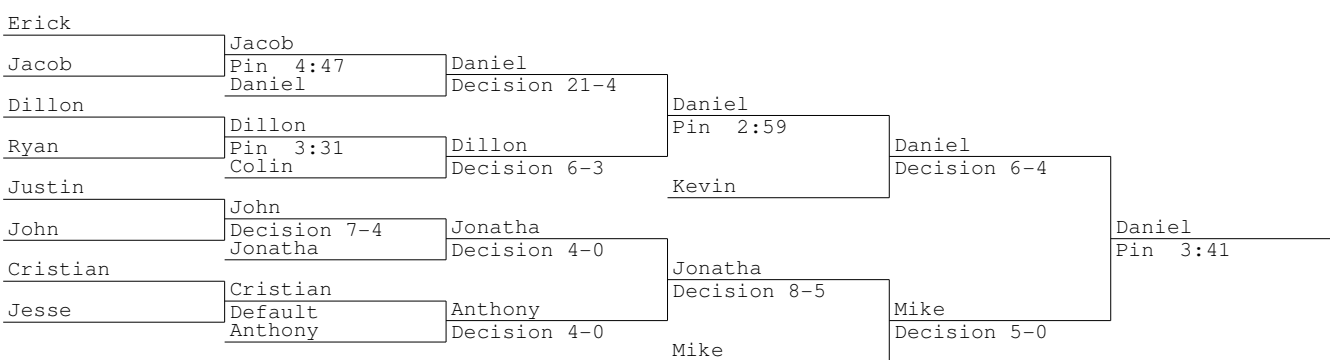 Erick
Jacob
Jacob
Pin 4:47
Daniel
Daniel
Decision 21-4
Dillon
Daniel
Pin 2:59
Dillon
Ryan
Pin 3:31
Colin
Dillon
Decision 6-3
Daniel
Decision 6-4
Justin
Kevin
John
John
Decision 7-4
Jonatha
Jonatha
Decision 4-0
Daniel
Pin 3:41
Cristian
Jonatha
Decision 8-5
Cristian
Jesse
Default
Anthony
Anthony
Decision 4-0
Mike
Decision 5-0
Mike